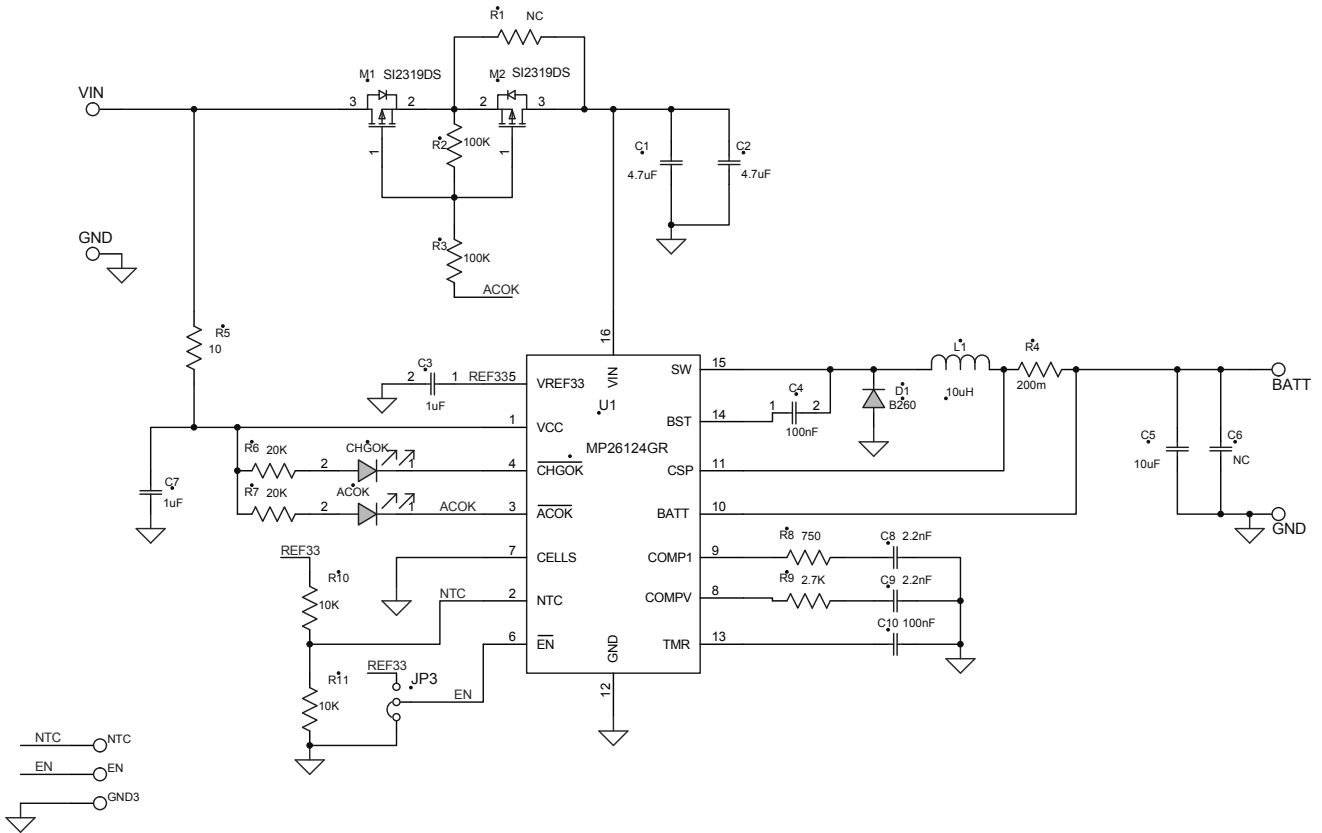 R1 NC
M1 SI2319DS
M2 SI2319DS
VIN
3 2 2 3
1 1
R2 100K
C1 4.7uF
C2 4.7uF
GND
R3 100K
ACOK
R5 10
16
VIN
C3
2 1 REF33 5 VREF33
1uF
SW 15
L1 10uH
R4 200m
BATT
C4
1 2
100nF
D1 B260
BST 14
U1
MP26124GR
1 VCC
R6 20K
CHGOK
2 1
4 CHGOK
CSP 11
C5 10uF
C6 NC
C7 1uF
R7 20K
ACOK
2 1
ACOK
3 ACOK
BATT 10
GND
REF33
7 CELLS
COMP1 9
R8 750
C8 2.2nF
R10 10K
NTC
2 NTC
COMPV 8
R9 2.7K
C9 2.2nF
6 EN
GND
12
TMR 13
C10 100nF
R11 10K
REF33
JP3
EN
NTC NTC
EN EN
GND3